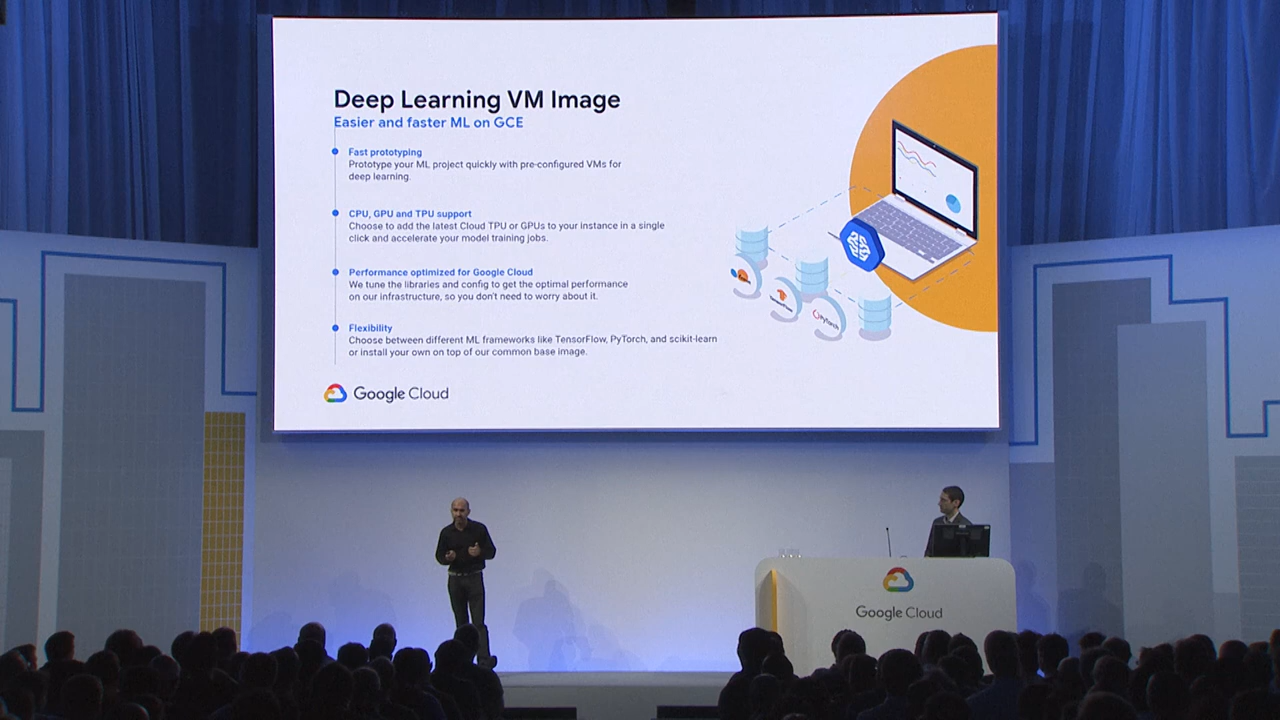 Deep Learning VM Image
Easier and faster ML on GCE
Fast prototyping
Prototype your ML project quickly with pre-configured VMs for
deep learning.
CPU, GPU and TPU support
Choose to add the latest Cloud TPU or GPUs to your instance in a single
click and accelerate your model training jobs.
Performance optimized for Google Cloud
We tune the libraries and config to get the optimal performance
on our infrastructure, so you don't need to worry about it.
Flexibility
Choose between different ML frameworks like TensorFlow, PyTorch, and scikit-learn
or install your own on top of our common base image.
TensorFlow
PyTorch
Google Cloud
Google Cloud